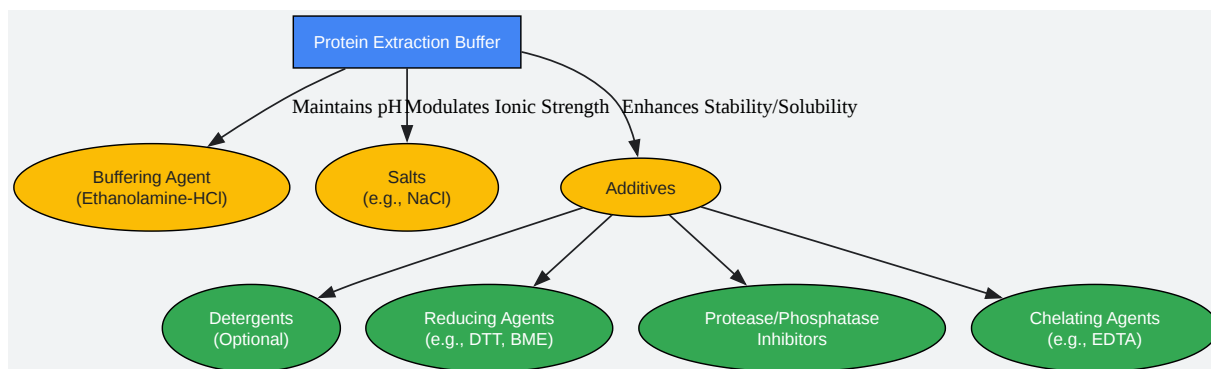 Protein Extraction Buffer
Maintains pH
Modulates Ionic Strength
Enhances Stability/Solubility
Buffering Agent
(Ethanolamine-HCl)
Salts
(e.g., NaCl)
Additives
Detergents
(Optional)
Reducing Agents
(e.g., DTT, BME)
Protease/Phosphatase
Inhibitors
Chelating Agents
(e.g., EDTA)